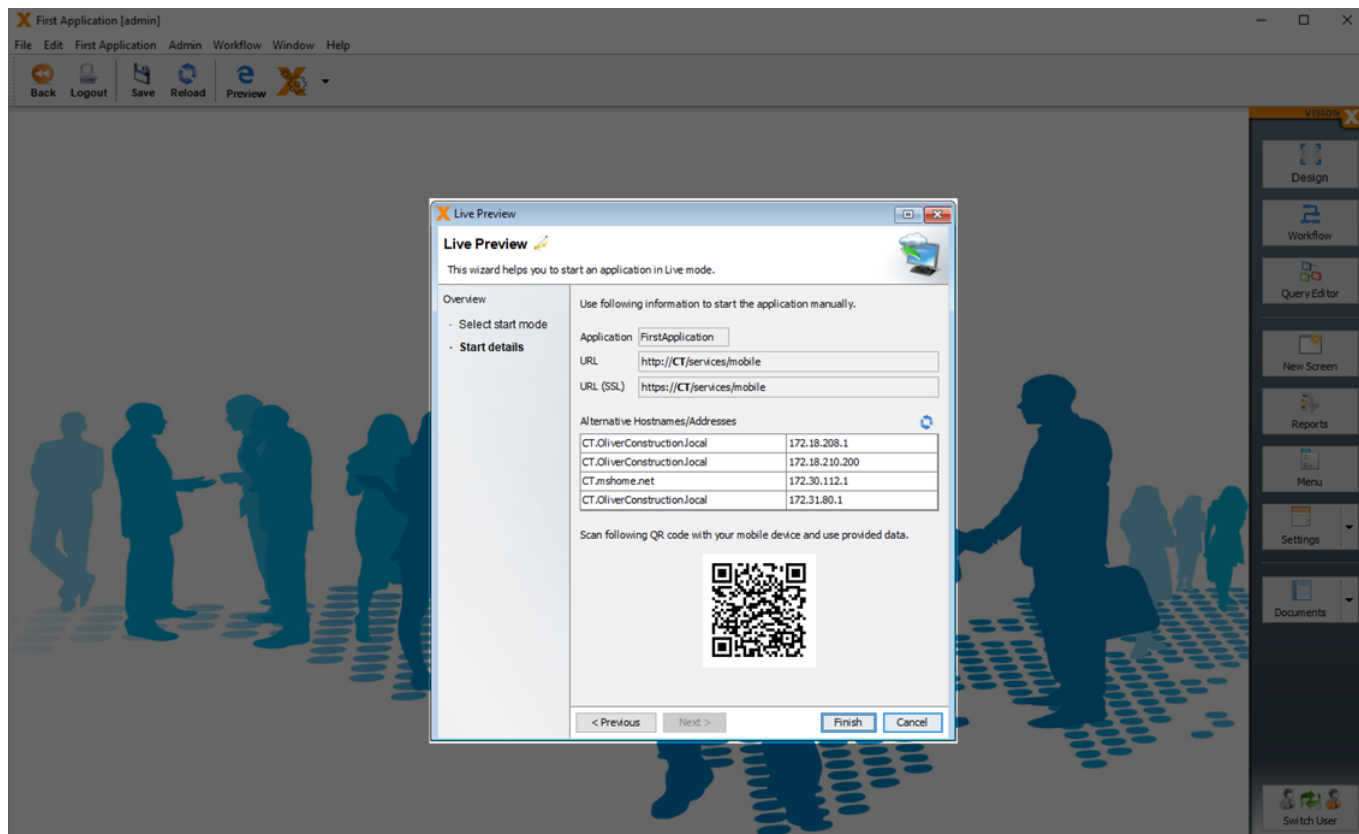 First Application [admin]
File Edit First Application Admin Workflow Window Help
Back Logout Save Reload Preview
VISION X
Design
Workflow
Query Editor
New Screen
Reports
Menu
Settings
Documents
Switch User
Live Preview
Live Preview
This wizard helps you to start an application in Live mode.
Overview
· Select start mode
· Start details
Use following information to start the application manually.
Application FirstApplication
URL http://CT/services/mobile
URL (SSL) https://CT/services/mobile
Alternative Hostnames/Addresses
CT.OliverConstruction.local 172.18.208.1
CT.OliverConstruction.local 172.18.210.200
CT.mshome.net 172.30.112.1
CT.OliverConstruction.local 172.31.80.1
Scan following QR code with your mobile device and use provided data.
< Previous Next > Finish Cancel